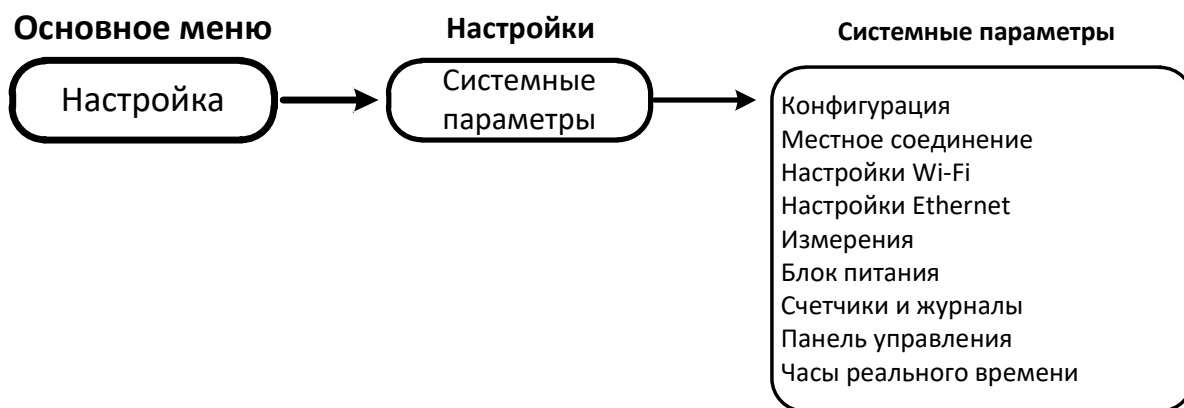 Основное меню
Настройки
Системные параметры
Настройка
Системные
параметры
Конфигурация
Местное соединение
Настройки Wi-Fi
Настройки Ethernet
Измерения
Блок питания
Счетчики и журналы
Панель управления
Часы реального времени